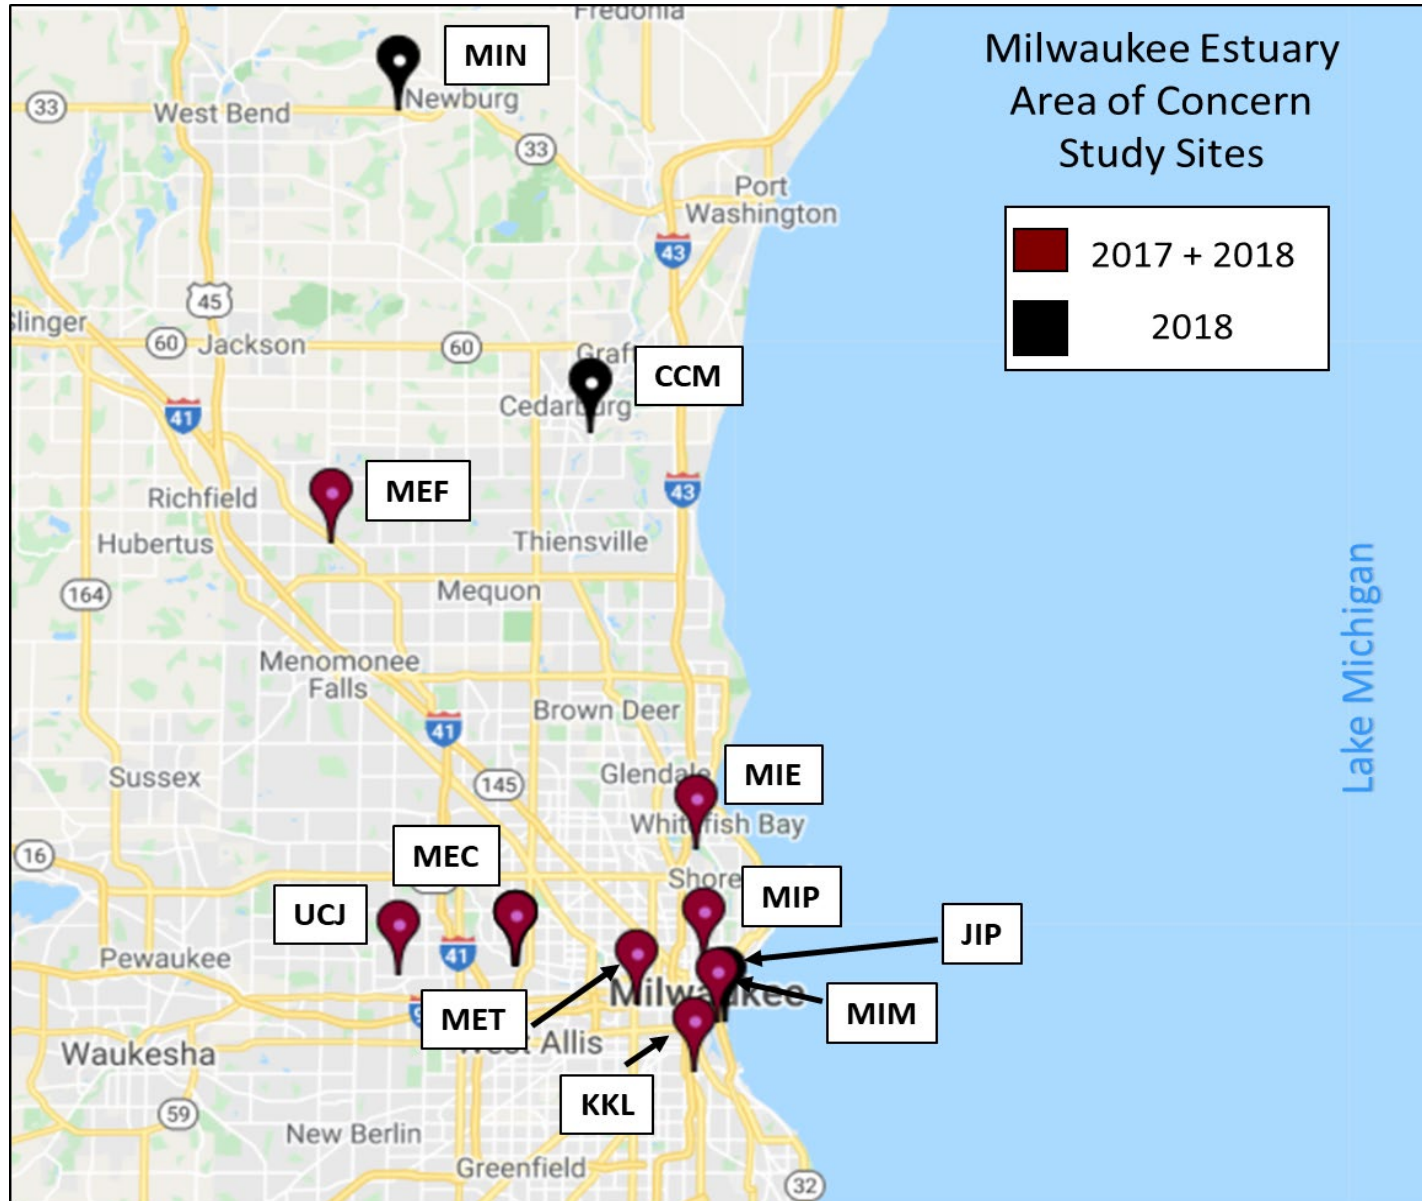 Fredonia
Milwaukee Estuary
Area of Concern
Study Sites
MIN
33
West Bend
Newburg
33
Port
Washington
2017 + 2018
43
2018
45
Slinger
60
Jackson
60
Graf
CCM
Cedarburg
41
MEF
Richfield
43
Hubertus
Thiensville
164
Mequon
Lake Michigan
Menomonee
Falls
Brown Deer
41
Sussex
145
Glendale
MIE
Whitefish Bay
16
MEC
Shore
MIP
UCJ
JIP
Pewaukee
41
Milwaukee
MET
MIM
9
Waukesha
West Allis
KKL
59
New Berlin
Greenfield
32